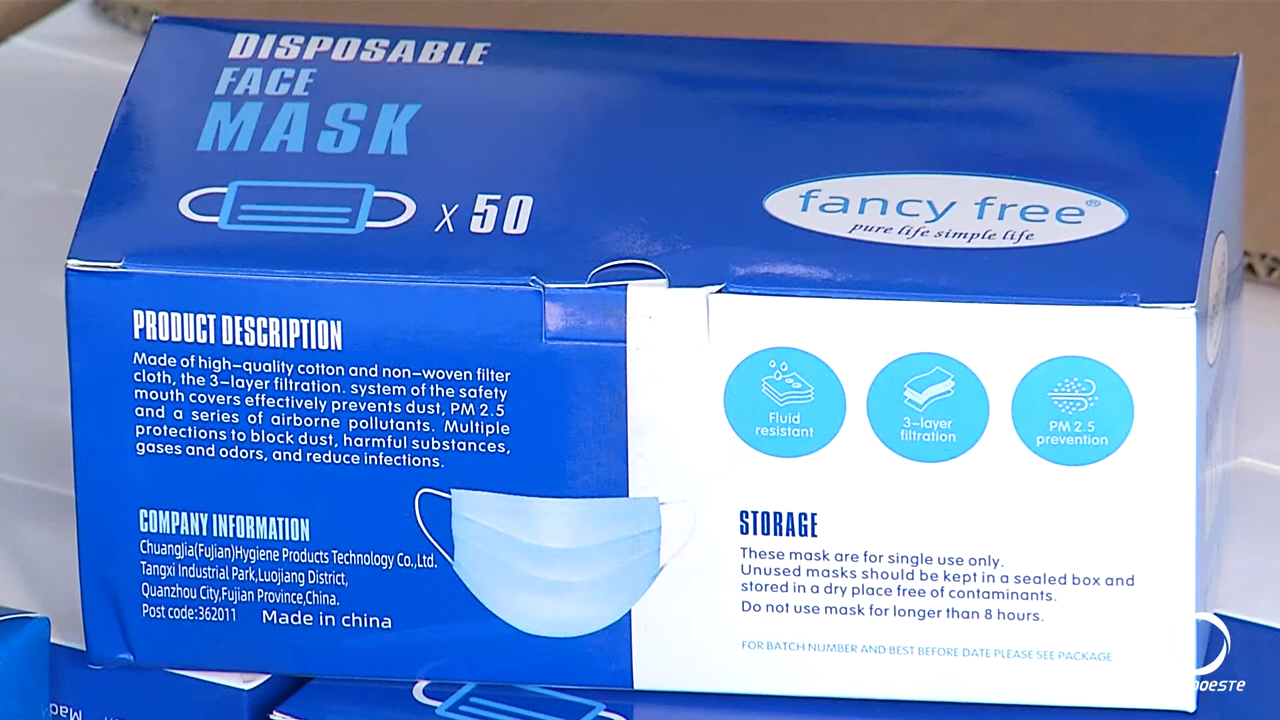 DISPOSABLE
FACE
MASK
X 50
fancy free®
pure life simple life
PRODUCT DESCRIPTION
Made of high-quality cotton and non-woven filter
cloth, the 3-layer filtration. system of the safety
mouth covers effectively prevents dust, PM 2.5
and a series of airborne pollutants. Multiple
protections to block dust, harmful substances,
gases and odors, and reduce infections.
COMPANY INFORMATION
ChuangJia(FuJian)Hygiene Products Technology Co.,Ltd.
Tangxi Industrial Park,Luojiang District,
Quanzhou City,Fujian Province,China.
Post code:362011 Made in china
Fluid
resistant
3-layer
filtration
PM 2.5
prevention
STORAGE
These mask are for single use only.
Unused masks should be kept in a sealed box and
stored in a dry place free of contaminants.
Do not use mask for longer than 8 hours.
FOR BATCH NUMBER AND BEST BEFORE DATE PLEASE SEE PACKAGE